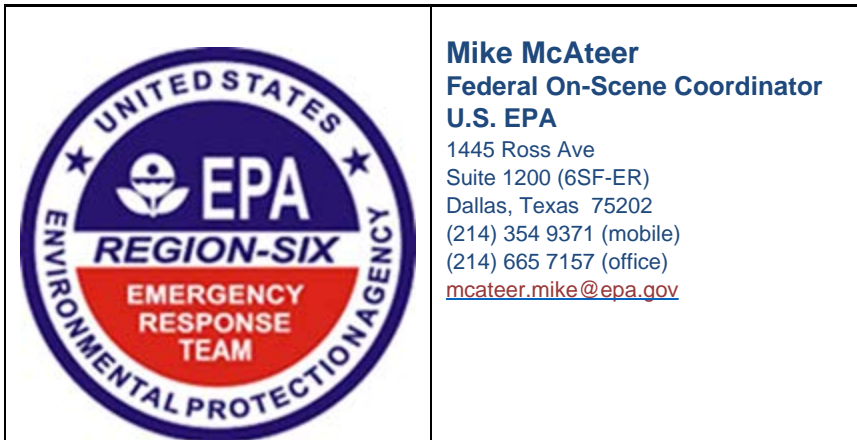 UNITED STATES
EPA
REGION-SIX
EMERGENCY
RESPONSE
TEAM
ENVIRONMENTAL PROTECTION AGENCY
Mike McAteer
Federal On-Scene Coordinator
U.S. EPA
1445 Ross Ave
Suite 1200 (6SF-ER)
Dallas, Texas  75202
(214) 354 9371 (mobile)
(214) 665 7157 (office)
mcateer.mike@epa.gov